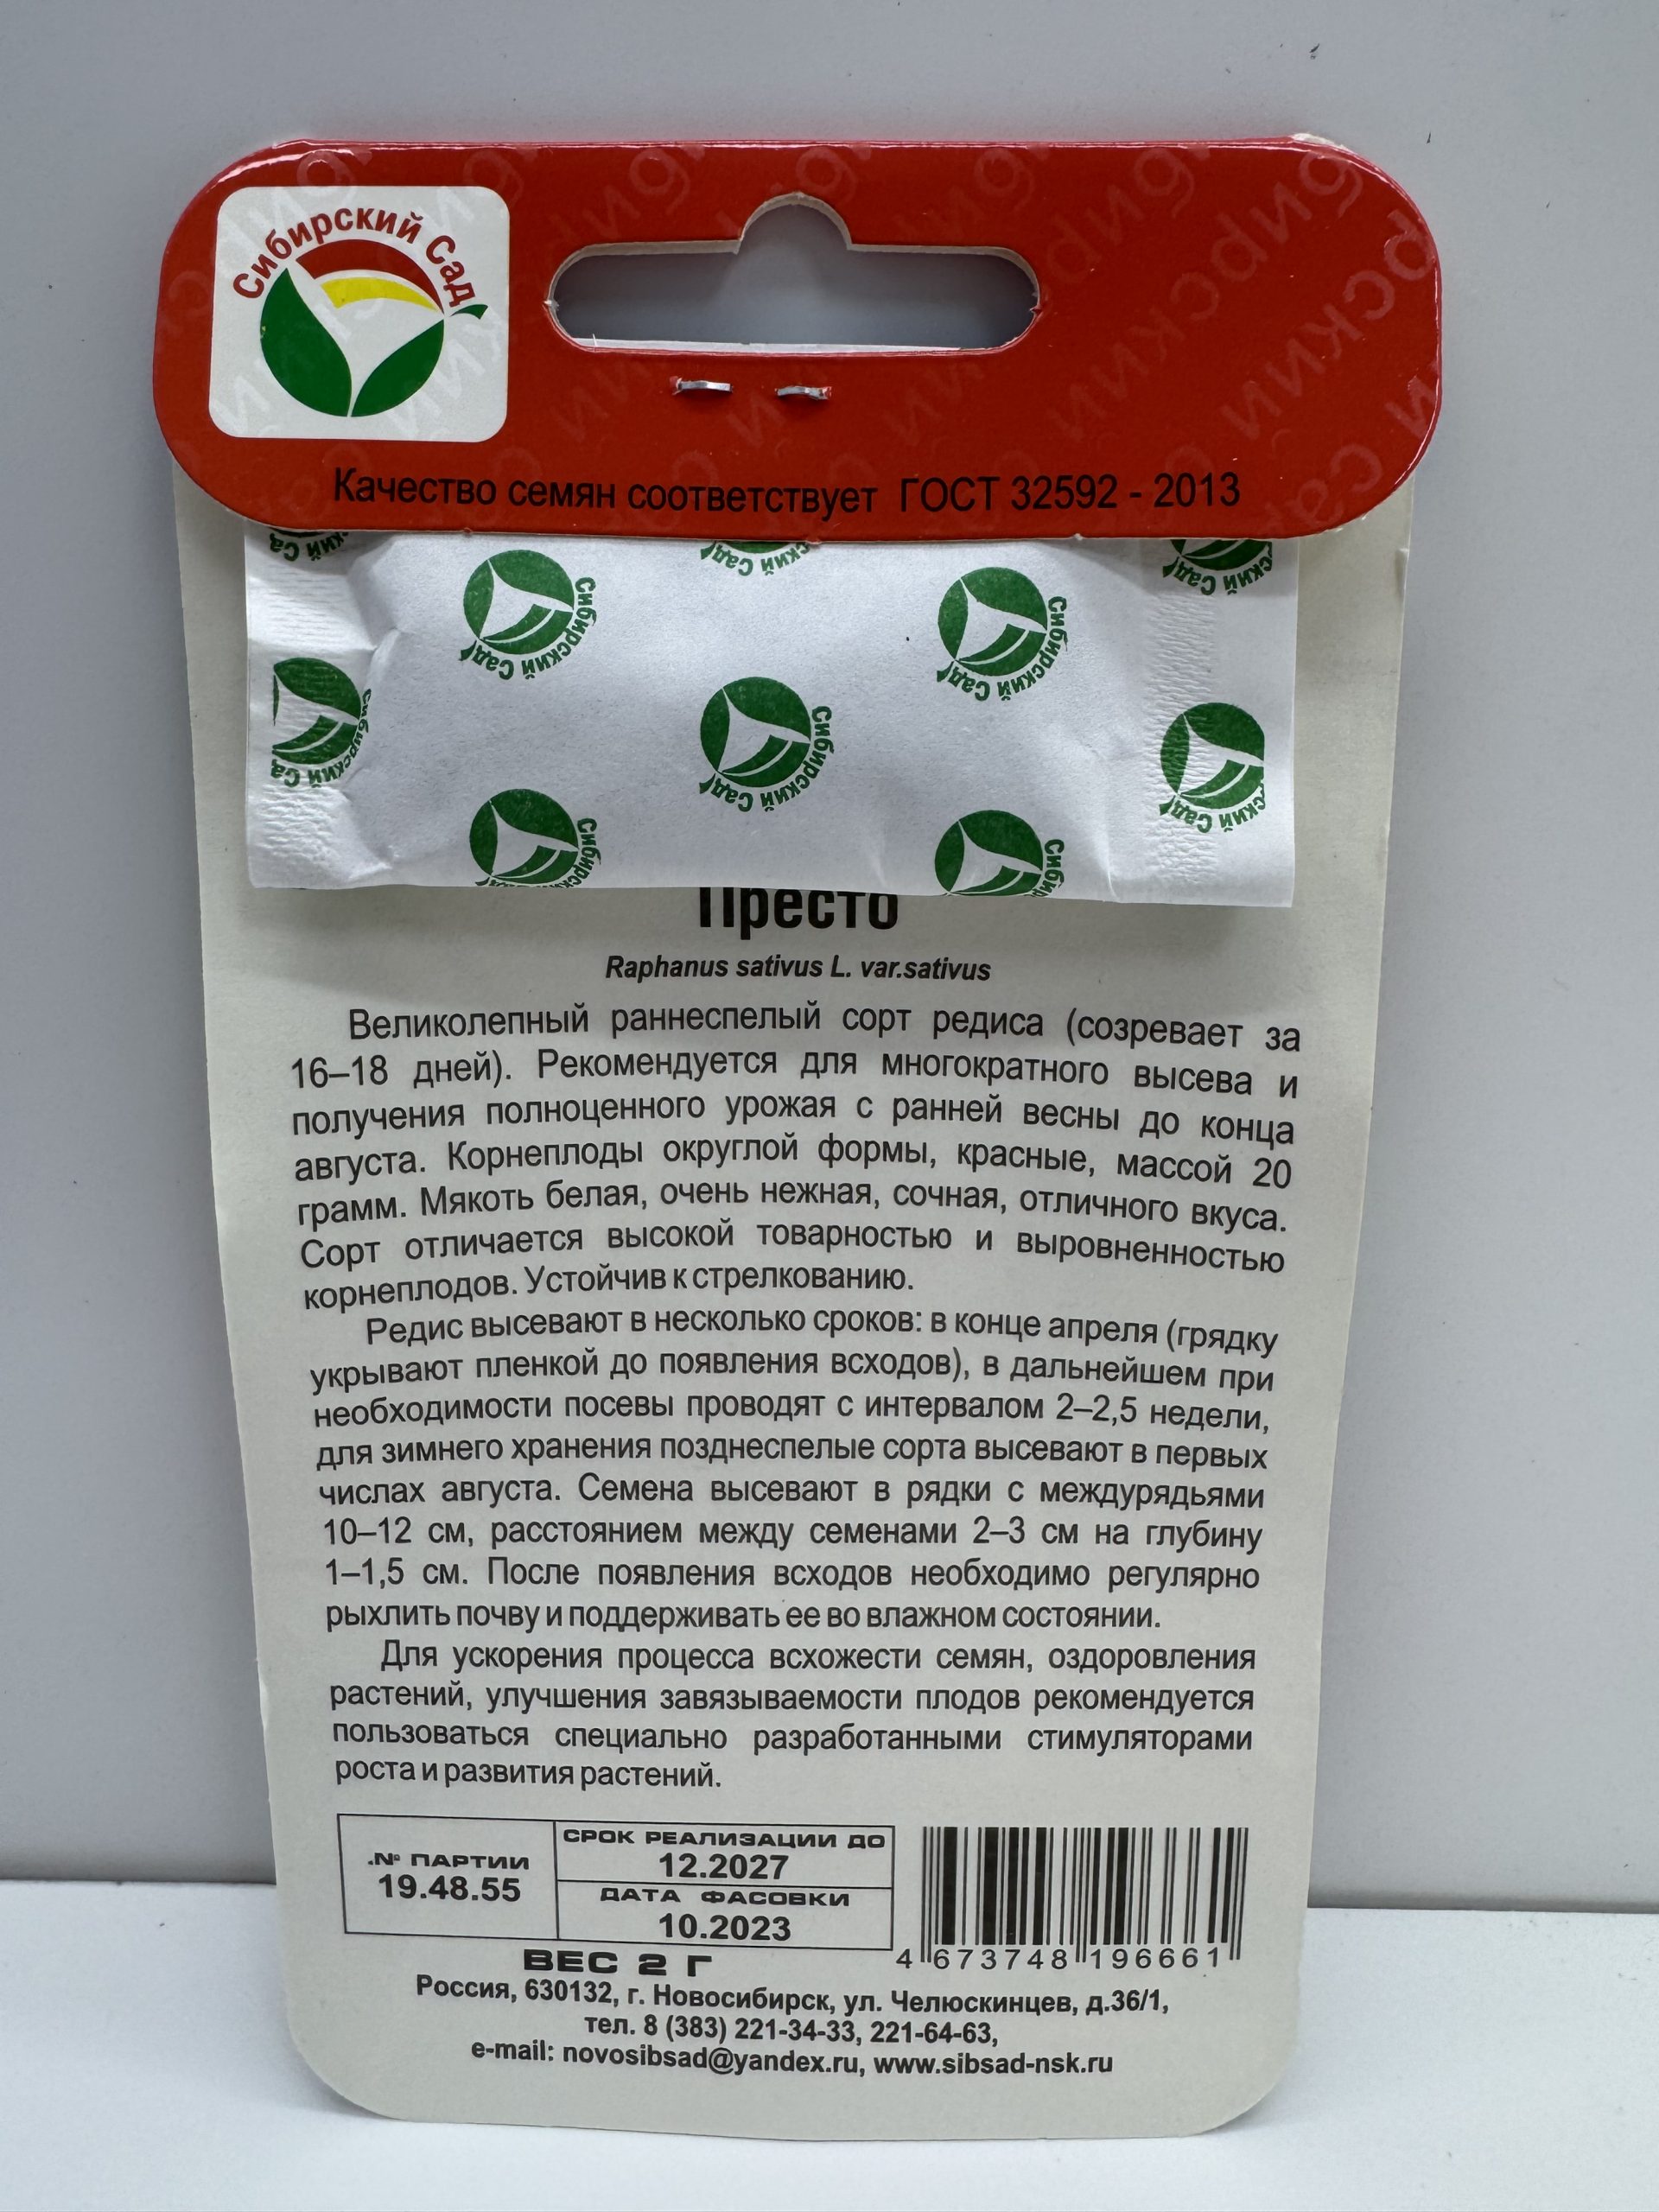 Сибирский Сад
Качество семян соответствует ГОСТ 32592 - 2013
Сибирский Сад
Сибирский Сад
Сибирский Сад
Сибирский Сад
Престо
Raphanus sativus L. var.sativus
Великолепный раннеспелый сорт редиса (созревает за
16–18 дней). Рекомендуется для многократного высева и
получения полноценного урожая с ранней весны до конца
августа. Корнеплоды округлой формы, красные, массой 20
грамм. Мякоть белая, очень нежная, сочная, отличного вкуса.
Сорт отличается высокой товарностью и выровненностью
корнеплодов. Устойчив к стрелкованию.
Редис высевают в несколько сроков: в конце апреля (грядку
укрывают пленкой до появления всходов), в дальнейшем при
необходимости посевы проводят с интервалом 2–2,5 недели,
для зимнего хранения позднеспелые сорта высевают в первых
числах августа. Семена высевают в рядки с междурядьями
10–12 см, расстоянием между семенами 2–3 см на глубину
1–1,5 см. После появления всходов необходимо регулярно
рыхлить почву и поддерживать ее во влажном состоянии.
Для ускорения процесса всхожести семян, оздоровления
растений, улучшения завязываемости плодов рекомендуется
пользоваться специально разработанными стимуляторами
роста и развития растений.
№ ПАРТИИ
19.48.55
СРОК РЕАЛИЗАЦИИ ДО
12.2027
ДАТА ФАСОВКИ
10.2023
4 673748 196661
ВЕС 2 Г
Россия, 630132, г. Новосибирск, ул. Челюскинцев, д.36/1,
тел. 8 (383) 221-34-33, 221-64-63,
e-mail: novosibsad@yandex.ru, www.sibsad-nsk.ru